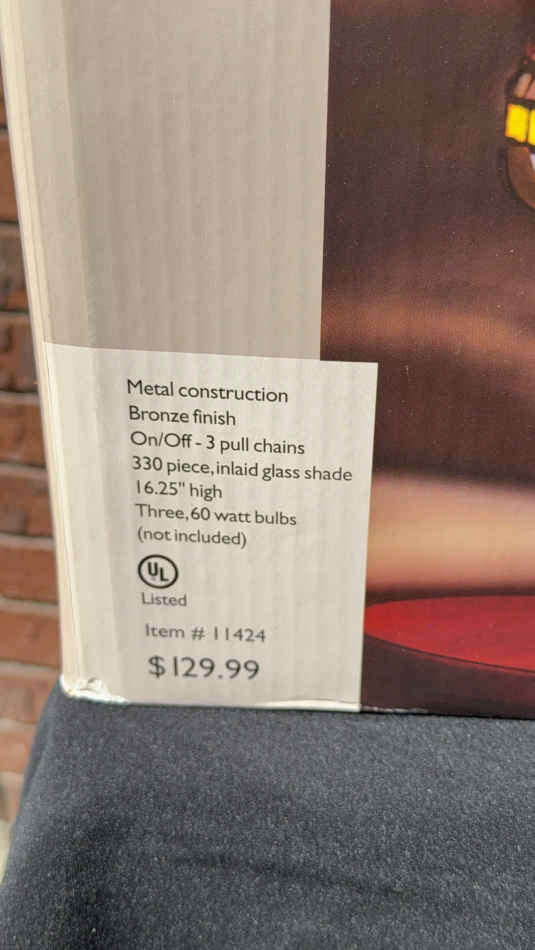 Metal construction
Bronze finish
On/Off - 3 pull chains
330 piece, inlaid glass shade
16.25" high
Three, 60 watt bulbs
(not included)
UL
Listed
Item # 11424
$129.99